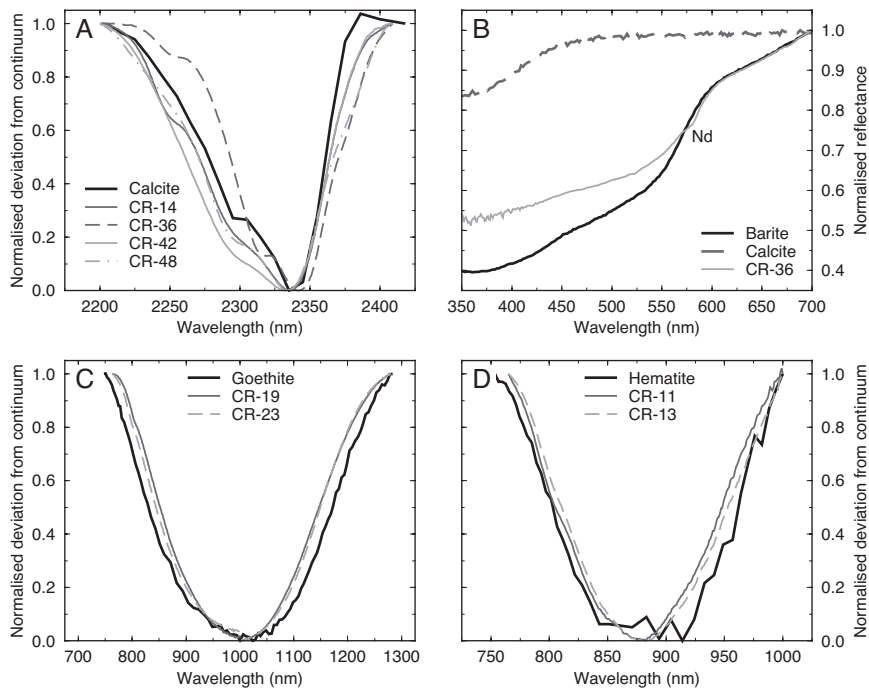 A
Normalised deviation from continuum
1.0
0.8
0.6
0.4
0.2
0.0
Calcite
CR-14
CR-36
CR-42
CR-48
2200 2250 2300 2350 2400
Wavelength (nm)
B
Nd
Barite
Calcite
CR-36
1.0
0.9
0.8
0.7
0.6
0.5
0.4
Normalised reflectance
350 400 450 500 550 600 650 700
Wavelength (nm)
C
Normalised deviation from continuum
1.0
0.8
0.6
0.4
0.2
0.0
Goethite
CR-19
CR-23
700 800 900 1000 1100 1200 1300
Wavelength (nm)
D
Hematite
CR-11
CR-13
1.0
0.8
0.6
0.4
0.2
0.0
Normalised deviation from continuum
750 800 850 900 950 1000
Wavelength (nm)